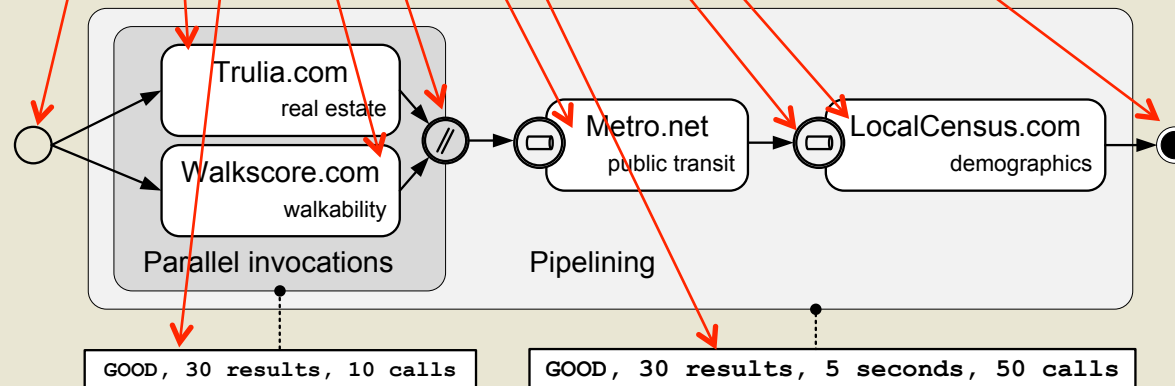 Trulia.com
real estate
Walkscore.com
walkability
Parallel invocations
Metro.net
public transit
LocalCensus.com
demographics
Pipelining
GOOD, 30 results, 10 calls
GOOD, 30 results, 5 seconds, 50 calls